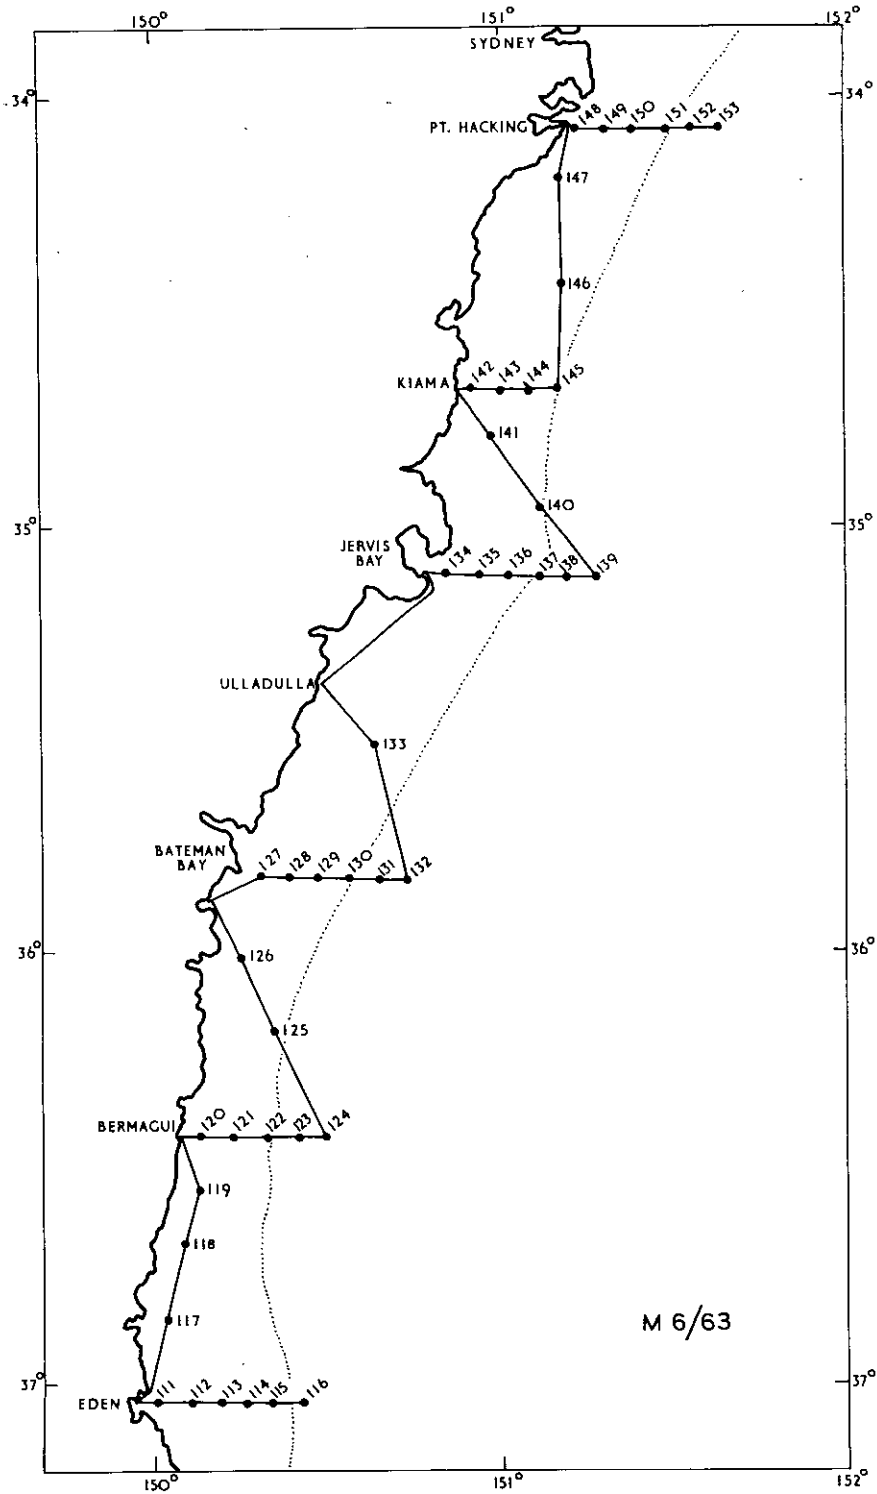 150° 151° 152°
SYDNEY
34° 34°
148 149 150 151 152 153
PT. HACKING
147
146
142 143 144 145
KIAMA
141
140
35° 35°
JERVIS
BAY
134 135 136 137 138 139
ULLADULLA
133
BATEMAN
BAY
127 128 129 130 131 132
36° 36°
126
125
BERMAGUI
120 121 122 123 124
119
118
117
M 6/63
37° 37°
111 112 113 114 115 116
EDEN
150° 151° 152°